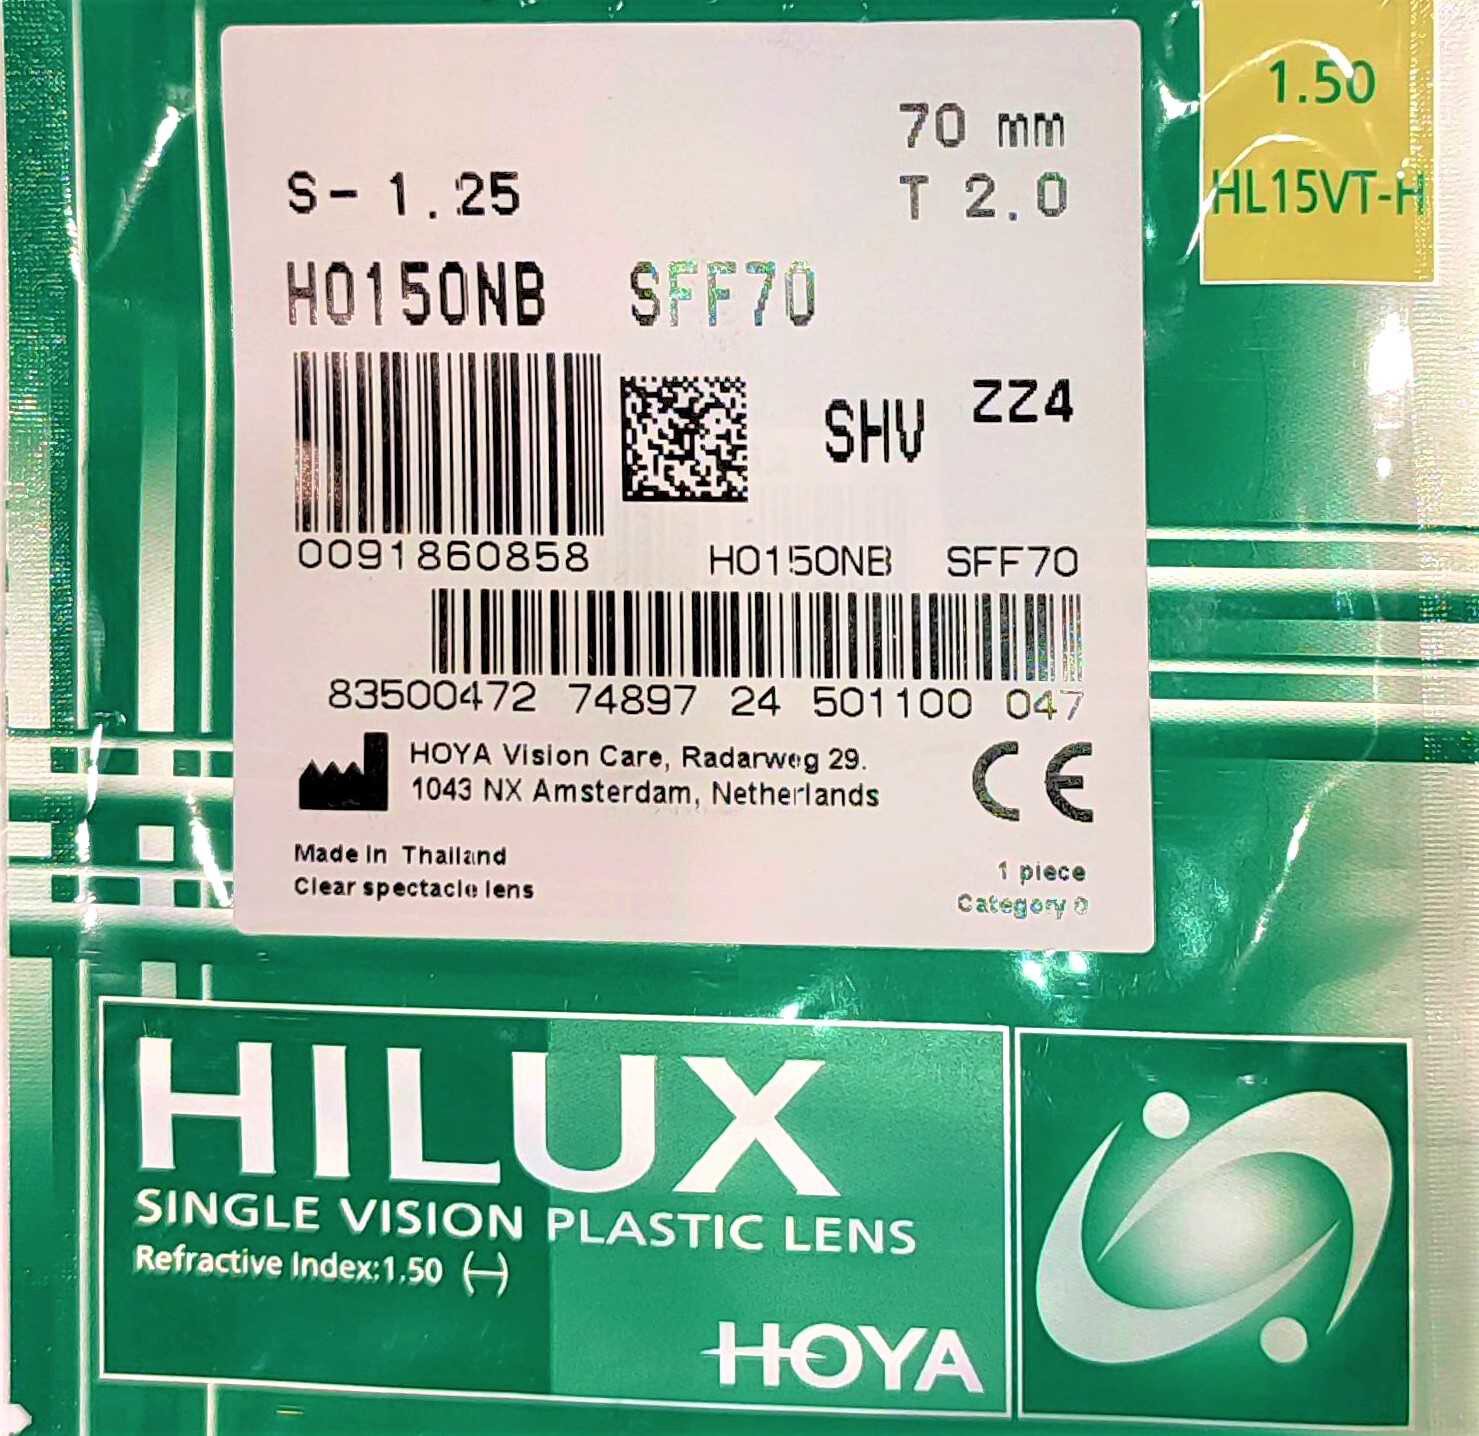 1.50
HL15VT-H
70 mm
S- 1.25
T 2.0
HO150NB SFF70
SHV ZZ4
0091860858
HO150NB SFF70
83500472 74897 24 501100 047
HOYA Vision Care, Radarweg 29.
1043 NX Amsterdam, Netherlands
CE
Made In Thailand
Clear spectacle lens
1 piece
Category 0
HILUX
SINGLE VISION PLASTIC LENS
Refractive Index:1.50 (-)
HOYA